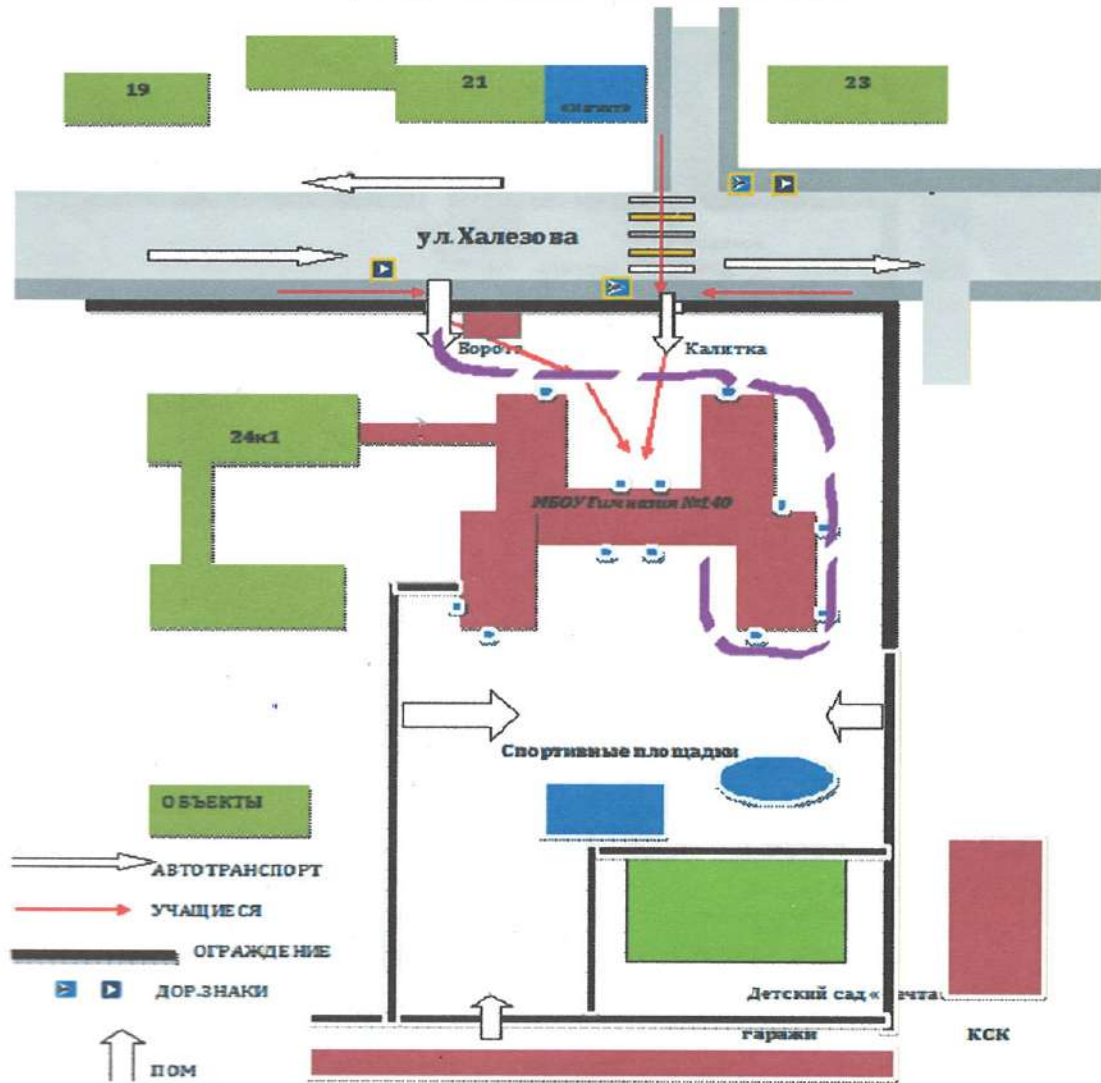 19
21
23
ул.Халезова
Ворота
Калитка
24к1
МБОУ Гимназия №140
Спортивные площадки
ОБЪЕКТЫ
АВТОТРАНСПОРТ
УЧАЩИЕСЯ
ОГРАЖДЕНИЕ
ДОР.ЗНАКИ
Детский сад «
гаражи
КСК
ПОМ